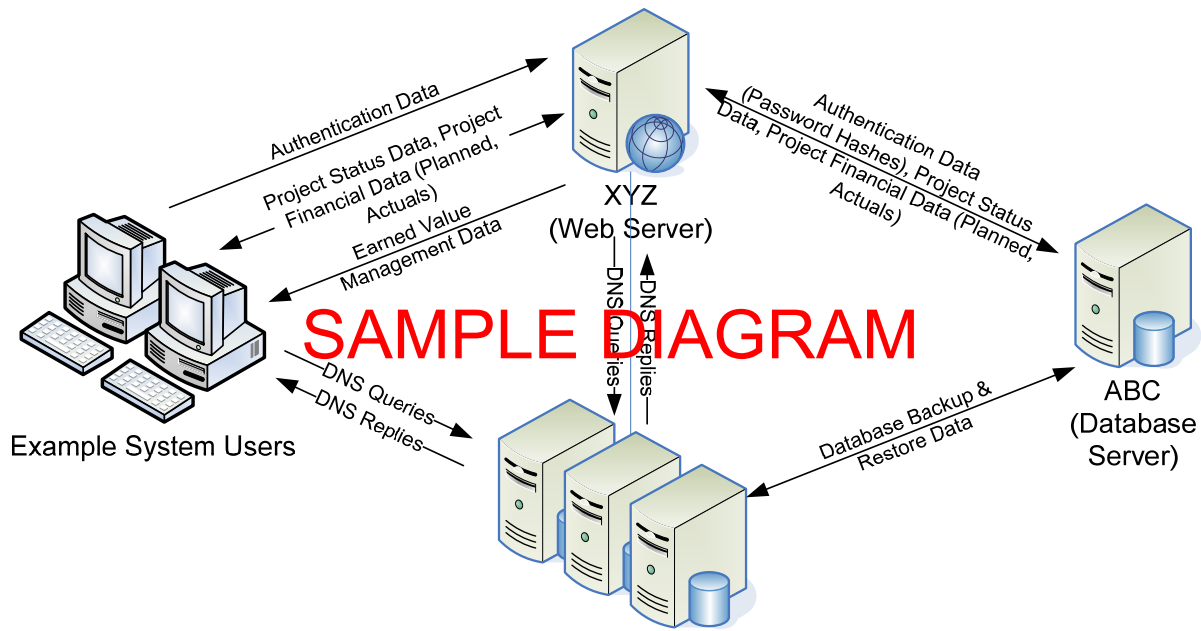 Authentication Data
Project Status Data, Project
Financial Data (Planned,
Actuals)
Earned Value
Management Data
XYZ
(Web Server)
Authentication Data
(Password Hashes), Project Status
Data, Project Financial Data (Planned,
Actuals)
DNS Queries
DNS Replies
SAMPLE DIAGRAM
DNS Queries
DNS Replies
Example System Users
Database Backup &
Restore Data
ABC
(Database
Server)